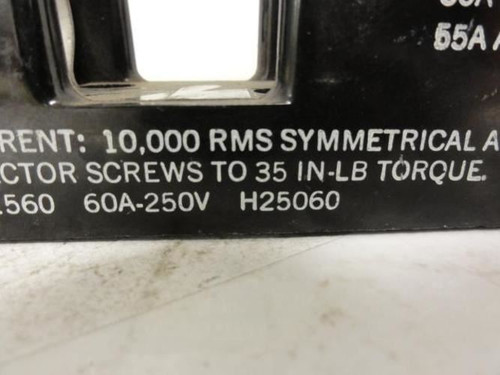 55A
RENT: 10,000 RMS SYMMETRICAL A
CTOR SCREWS TO 35 IN-LB TORQUE.
560 60A-250V H25060